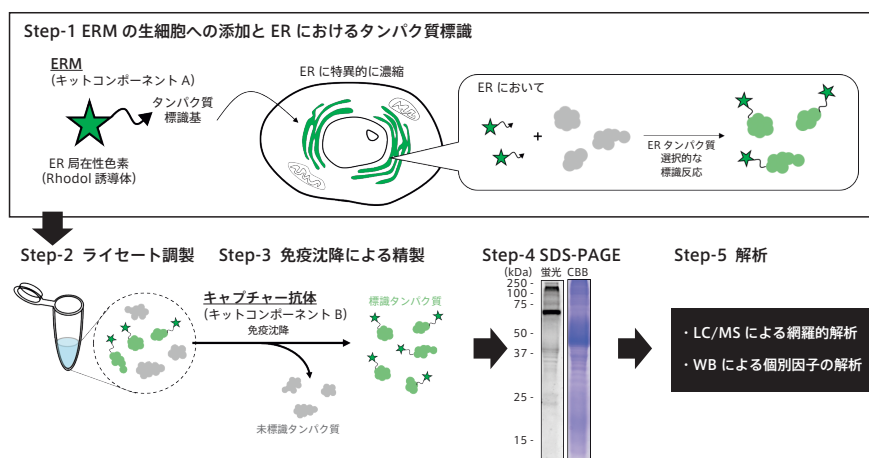 Step-1 ERM の生細胞への添加と ER におけるタンパク質標識
ERM
(キットコンポーネント A)
タンパク質
標識基
ER 局在性色素
(Rhodol 誘導体)
ER に特異的に濃縮
ER において
+
ER タンパク質
選択的な
標識反応
Step-2 ライセート調製
Step-3 免疫沈降による精製
キャプチャー抗体
(キットコンポーネント B)
免疫沈降
標識タンパク質
未標識タンパク質
Step-4 SDS-PAGE
(kDa) 蛍光 CBB
250 -
100 -
75 -
50 -
37 -
25 -
15 -
Step-5 解析
・LC/MS による網羅的解析
・WB による個別因子の解析